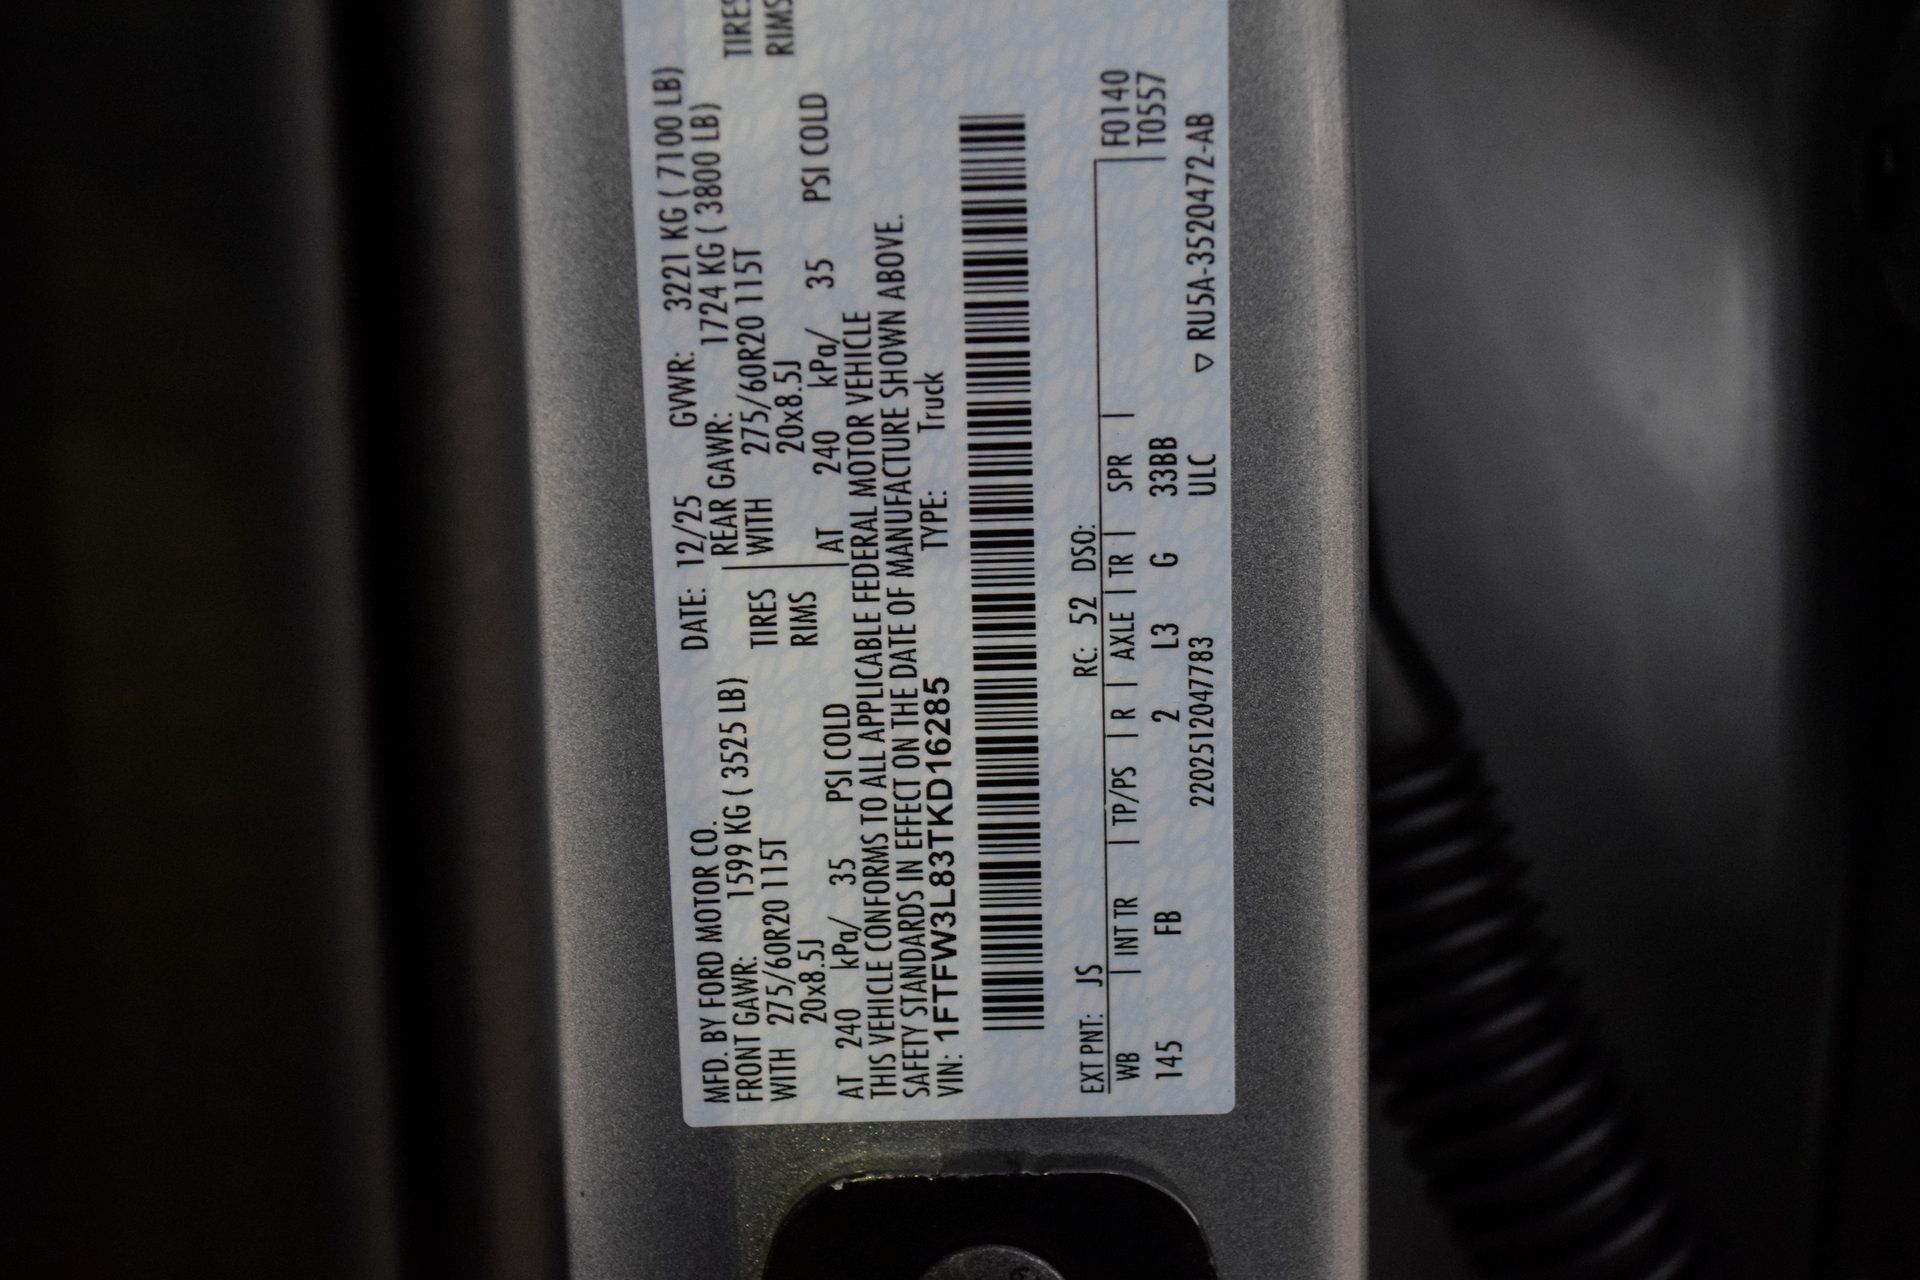 MFD. BY FORD MOTOR CO. DATE: 12/25 GVWR: 3221 KG ( 7100 LB)
FRONT GAWR: 1599 KG ( 3525 LB) REAR GAWR: 1724 KG ( 3800 LB)
WITH 275/60R20 115T TIRES WITH 275/60R20 115T TIRES
20x8.5J RIMS 20x8.5J RIMS
AT 240 kPa/ 35 PSI COLD AT 240 kPa/ 35 PSI COLD
THIS VEHICLE CONFORMS TO ALL APPLICABLE FEDERAL MOTOR VEHICLE
SAFETY STANDARDS IN EFFECT ON THE DATE OF MANUFACTURE SHOWN ABOVE.
VIN: 1FTFW3L83TKD16285 TYPE: Truck
EXT PNT: JS RC: 52 DSO: F0140
WB INT TR TP/PS R AXLE TR SPR T0557
145 FB 2 L3 G 33BB
2202512047783 ULC ▽ RU5A-3520472-AB